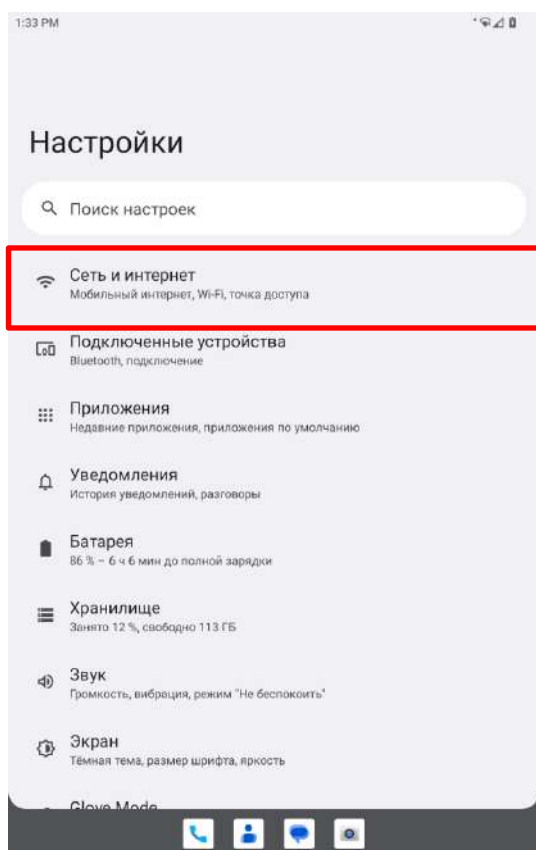 1:33 PM
Настройки
Поиск настроек
Сеть и интернет
Мобильный интернет, Wi-Fi, точка доступа
Подключенные устройства
Bluetooth, подключение
Приложения
Недавние приложения, приложения по умолчанию
Уведомления
История уведомлений, разговоры
Батарея
86 % – 6 ч 6 мин до полной зарядки
Хранилище
Занято 12 %, свободно 113 ГБ
Звук
Громкость, вибрация, режим "Не беспокоить"
Экран
Тёмная тема, размер шрифта, яркость
Glove Mode